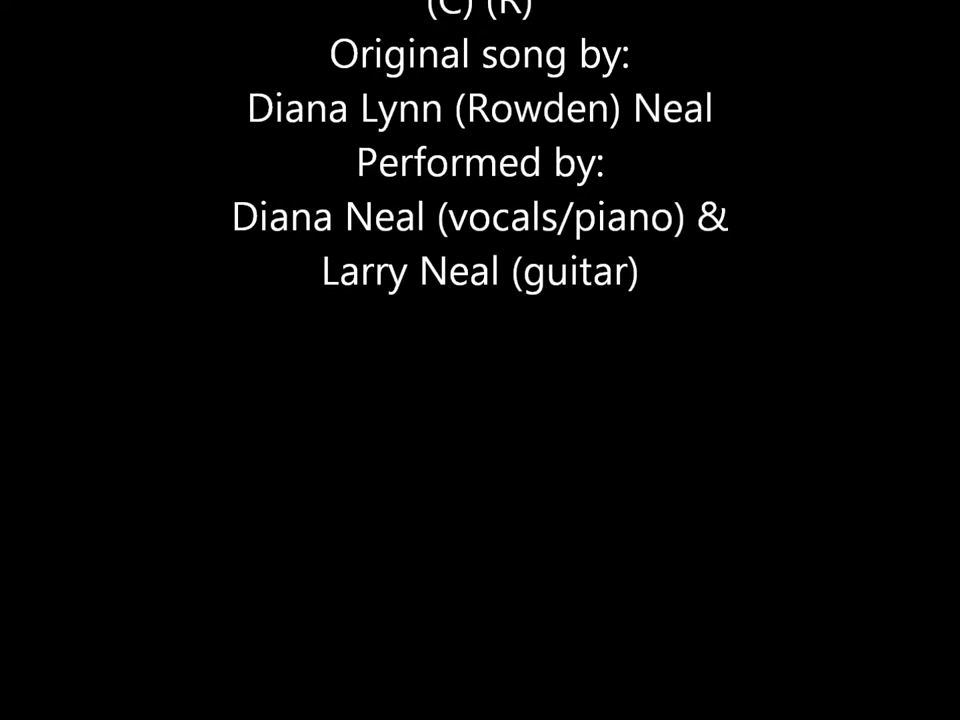 (C) (R)
Original song by:
Diana Lynn (Rowden) Neal
Performed by:
Diana Neal (vocals/piano) &
Larry Neal (guitar)